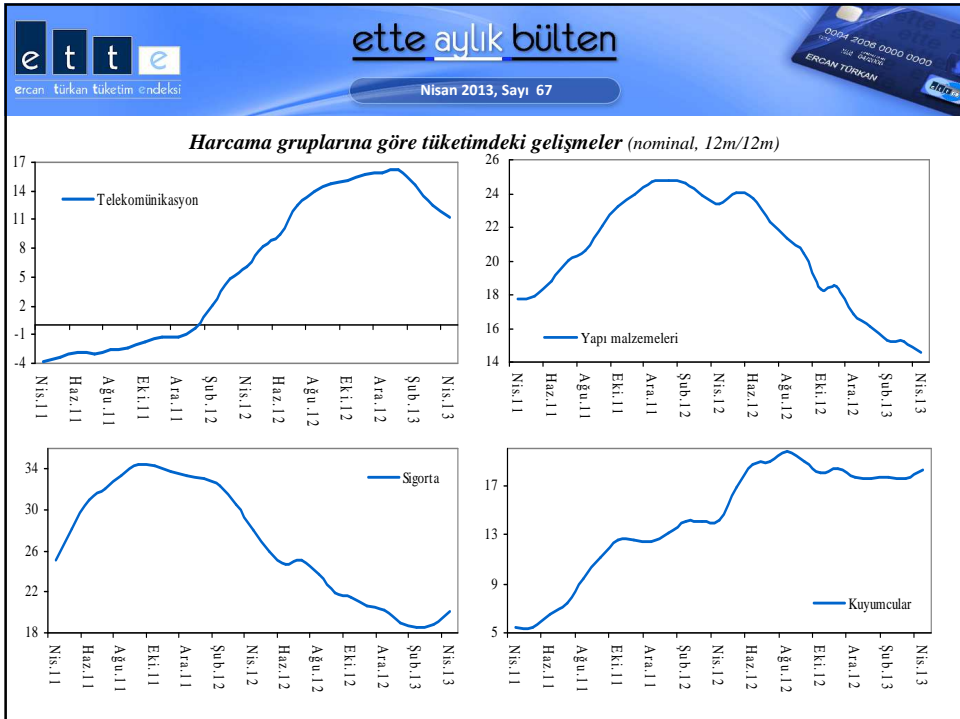 e t t e
ercan türkan tüketim endeksi
ette aylık bülten
Nisan 2013, Sayı 67
0004 2006 0000 0000
ERCAN TÜRKAN
Harcama gruplarına göre tüketimdeki gelişmeler (nominal, 12m/12m)
17
14
11
8
5
2
-1
-4
Telekomünikasyon
Nis.11 Haz.11 Ağu.11 Eki.11 Ara.11 Şub.12 Nis.12 Haz.12 Ağu.12 Eki.12 Ara.12 Şub.13 Nis.13
26
24
22
20
18
16
14
Yapı malzemeleri
Nis.11 Haz.11 Ağu.11 Eki.11 Ara.11 Şub.12 Nis.12 Haz.12 Ağu.12 Eki.12 Ara.12 Şub.13 Nis.13
34
30
26
22
18
Sigorta
Nis.11 Haz.11 Ağu.11 Eki.11 Ara.11 Şub.12 Nis.12 Haz.12 Ağu.12 Eki.12 Ara.12 Şub.13 Nis.13
17
13
9
5
Kuyumcular
Nis.11 Haz.11 Ağu.11 Eki.11 Ara.11 Şub.12 Nis.12 Haz.12 Ağu.12 Eki.12 Ara.12 Şub.13 Nis.13